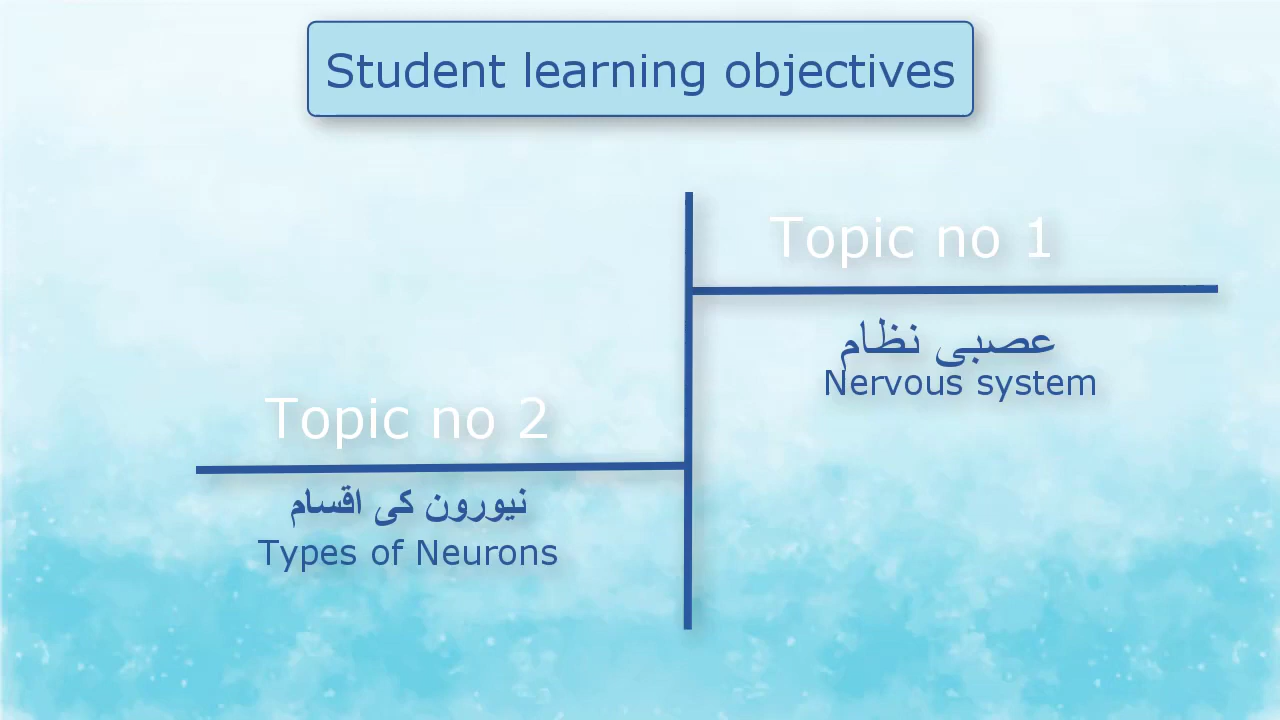 Student learning objectives
Topic no 1
عصبی نظام
Nervous system
Topic no 2
نیورون کی اقسام
Types of Neurons